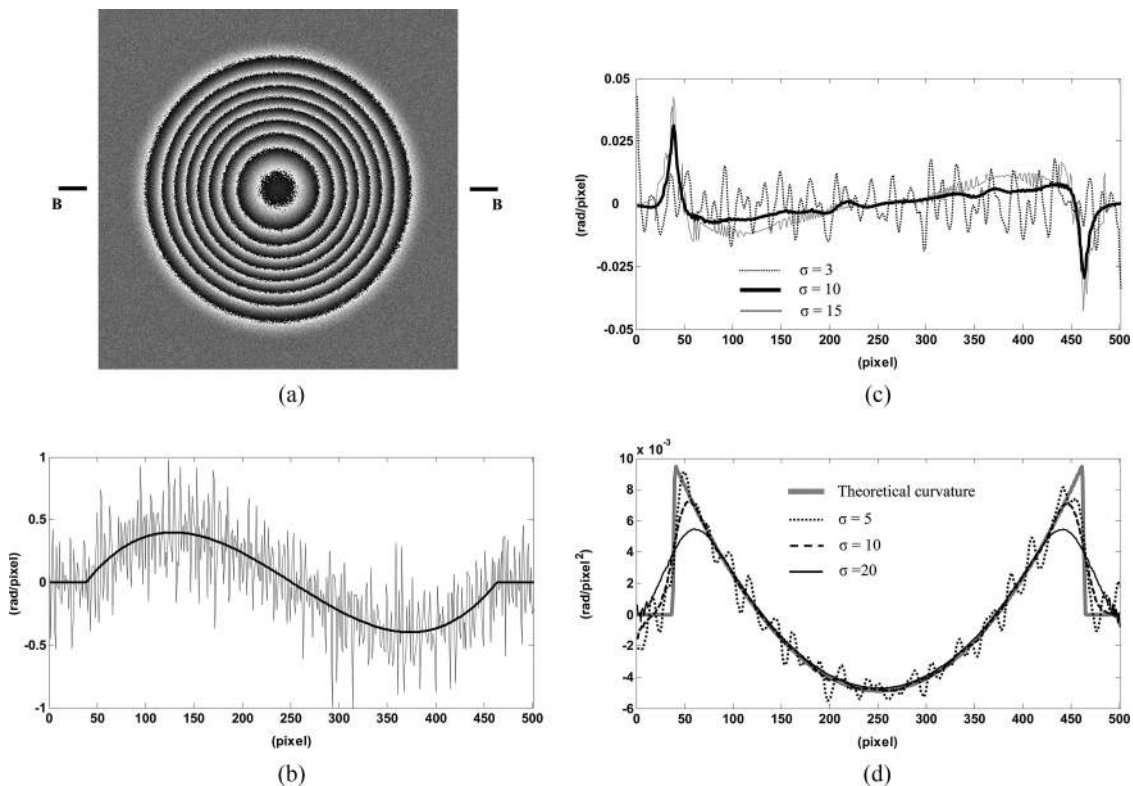 B
B
(a)
0.05
0.025
0
-0.025
-0.05
(rad/pixel)
σ = 3
σ = 10
σ = 15
0 50 100 150 200 250 300 350 400 450 500
(pixel)
(c)
1
0.5
0
-0.5
-1
(rad/pixel)
0 50 100 150 200 250 300 350 400 450 500
(pixel)
(b)
x 10⁻³
10
8
6
4
2
0
-2
-4
-6
(rad/pixel²)
Theoretical curvature
σ = 5
σ = 10
σ =20
0 50 100 150 200 250 300 350 400 450 500
(pixel)
(d)